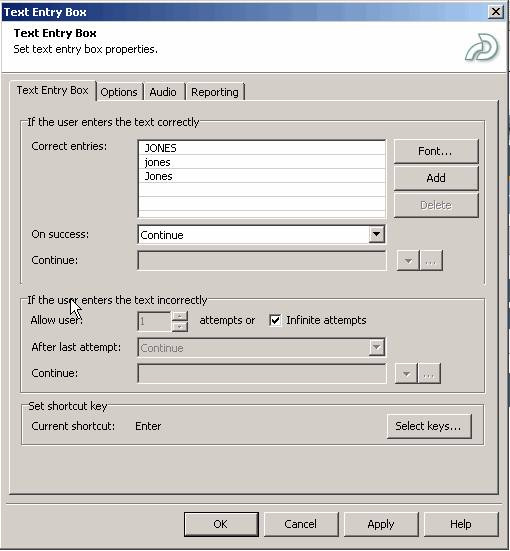 Text Entry Box
Text Entry Box
Set text entry box properties.
Text Entry Box Options Audio Reporting
If the user enters the text correctly
Correct entries: JONES Font...
jones
Jones Add
Delete
On success: Continue
Continue: ...
If the user enters the text incorrectly
Allow user: 1 attempts or Infinite attempts
After last attempt: Continue
Continue: ...
Set shortcut key
Current shortcut: Enter Select keys...
OK Cancel Apply Help